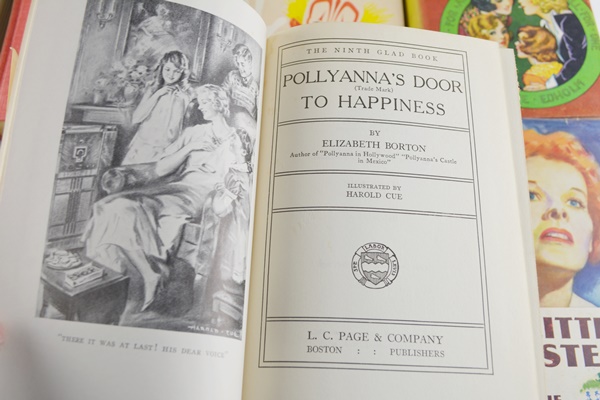 "THERE IT WAS AT LAST! HIS DEAR VOICE"
THE NINTH GLAD BOOK
POLLYANNA'S DOOR
(Trade Mark)
TO HAPPINESS
BY
ELIZABETH BORTON
Author of "Pollyanna in Hollywood" "Pollyanna's Castle
in Mexico"
ILLUSTRATED BY
HAROLD CUE
L. C. PAGE & COMPANY
BOSTON : : PUBLISHERS